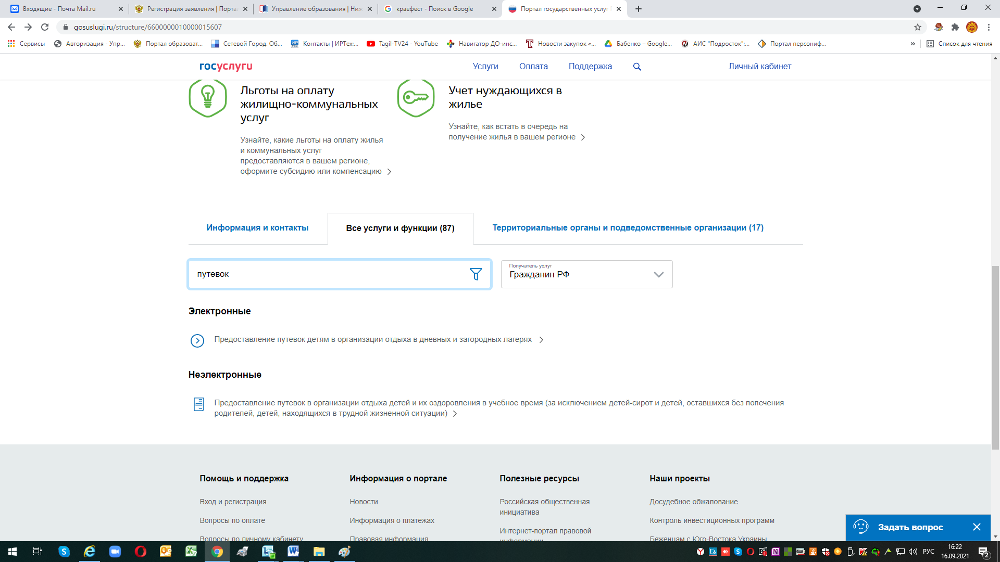 Входящие - Почта Mail.ru
Регистрация заявления | Порта
Управление образования | Ниж
краефест - Поиск в Google
Портал государственных услуг
gosuslugi.ru/structure/6600000010000015607
Сервисы
Авторизация - Упр...
Портал образоват...
Сетевой Город. Об...
Контакты | ИРТех:...
Tagil-TV24 - YouTube
Навигатор ДО-инс...
Новости закупок «...
Бабенко – Google...
АИС "Подросток":...
Портал персониф...
»
Список для чтения
госуслуги
Услуги
Оплата
Поддержка
Личный кабинет
Льготы на оплату
жилищно-коммунальных
услуг
Узнайте, какие льготы на оплату жилья
и коммунальных услуг
предоставляются в вашем регионе,
оформите субсидию или компенсацию
Учет нуждающихся в
жилье
Узнайте, как встать в очередь на
получение жилья в вашем регионе
Информация и контакты
Все услуги и функции (87)
Территориальные органы и подведомственные организации (17)
путевок
Получатель услуг
Гражданин РФ
Электронные
Предоставление путевок детям в организации отдыха в дневных и загородных лагерях
Неэлектронные
Предоставление путевок в организации отдыха детей и их оздоровления в учебное время (за исключением детей-сирот и детей, оставшихся без попечения
родителей, детей, находящихся в трудной жизненной ситуации)
Помощь и поддержка
Вход и регистрация
Вопросы по оплате
Вопросы по личному кабинету
Информация о портале
Новости
Информация о платежах
Правовая информация
Полезные ресурсы
Российская общественная
инициатива
Интернет-портал правовой
информации
Наши проекты
Досудебное обжалование
Контроль инвестиционных программ
Беженцам с Юго-Востока Украины
Задать вопрос
РУС
16:22
16.09.2021
2